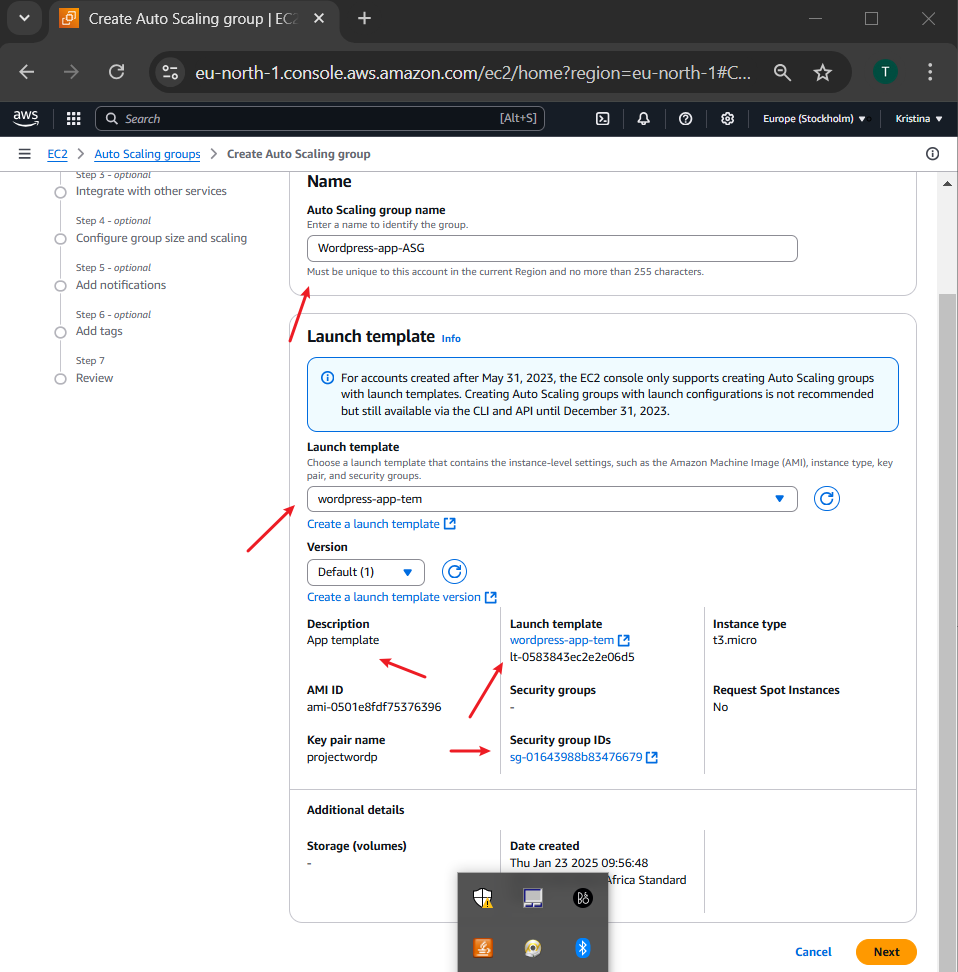 Create Auto Scaling group | EC2
eu-north-1.console.aws.amazon.com/ec2/home?region=eu-north-1#C...
T
aws
Search
[Alt+S]
Europe (Stockholm)
Kristina
EC2 > Auto Scaling groups > Create Auto Scaling group
Step 3 - optional
Integrate with other services
Step 4 - optional
Configure group size and scaling
Step 5 - optional
Add notifications
Step 6 - optional
Add tags
Step 7
Review
Name
Auto Scaling group name
Enter a name to identify the group.
Wordpress-app-ASG
Must be unique to this account in the current Region and no more than 255 characters.
Launch template Info
For accounts created after May 31, 2023, the EC2 console only supports creating Auto Scaling groups
with launch templates. Creating Auto Scaling groups with launch configurations is not recommended
but still available via the CLI and API until December 31, 2023.
Launch template
Choose a launch template that contains the instance-level settings, such as the Amazon Machine Image (AMI), instance type, key
pair, and security groups.
wordpress-app-tem
Create a launch template
Version
Default (1)
Create a launch template version
Description
App template
Launch template
wordpress-app-tem
lt-0583843ec2e2e06d5
Instance type
t3.micro
AMI ID
ami-0501e8fdf75376396
Security groups
-
Request Spot Instances
No
Key pair name
projectwordp
Security group IDs
sg-01643988b83476679
Additional details
Storage (volumes)
-
Date created
Thu Jan 23 2025 09:56:48
Africa Standard
Cancel
Next